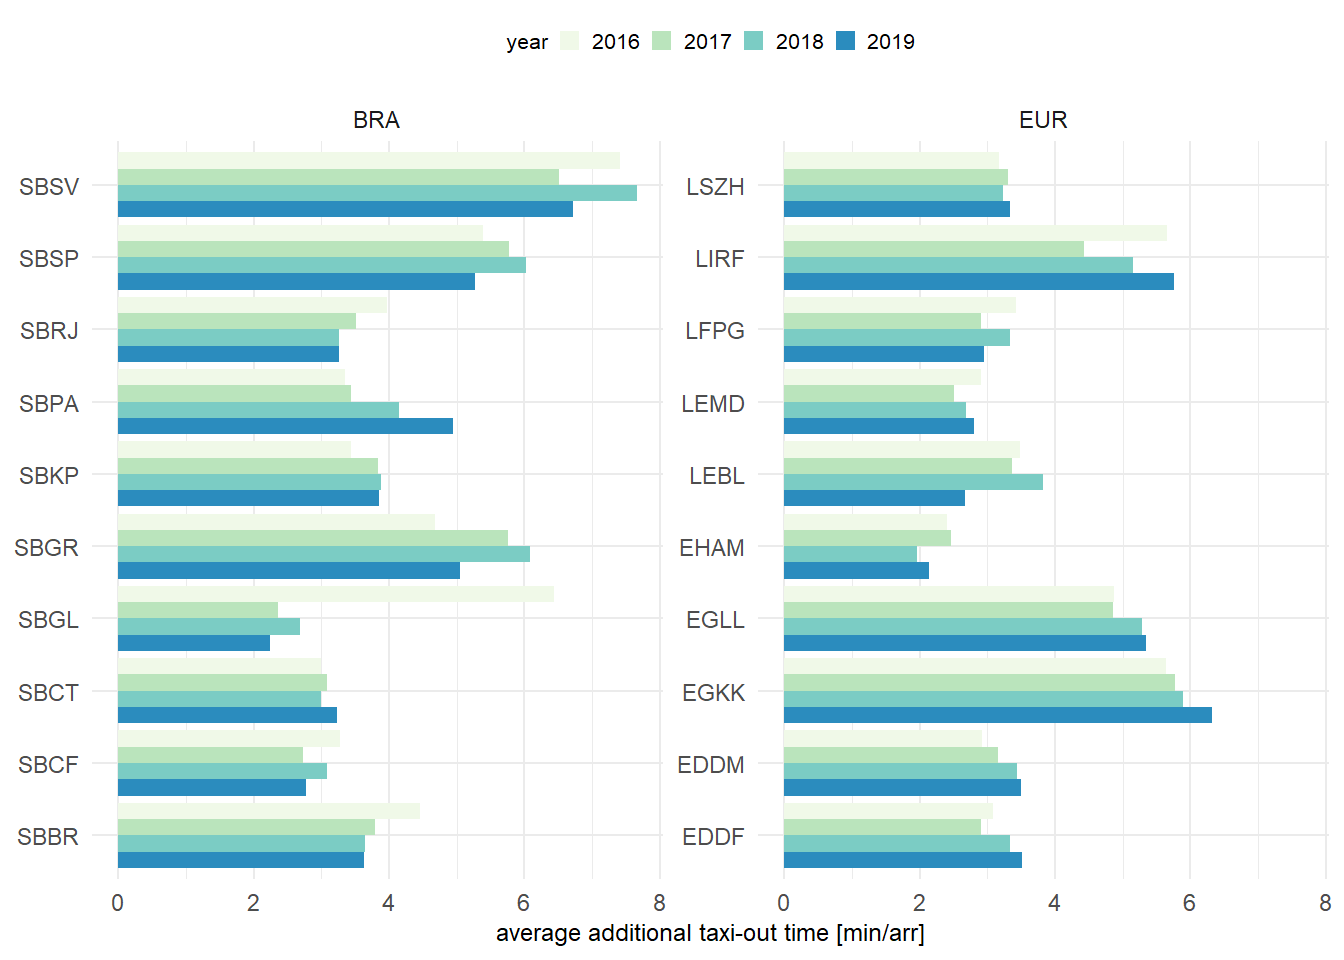 year 2016 2017 2018 2019
BRA
EUR
SBSV
SBSP
SBRJ
SBPA
SBKP
SBGR
SBGL
SBCT
SBCF
SBBR
LSZH
LIRF
LFPG
LEMD
LEBL
EHAM
EGLL
EGKK
EDDM
EDDF
0 2 4 6 8
0 2 4 6 8
average additional taxi-out time [min/arr]